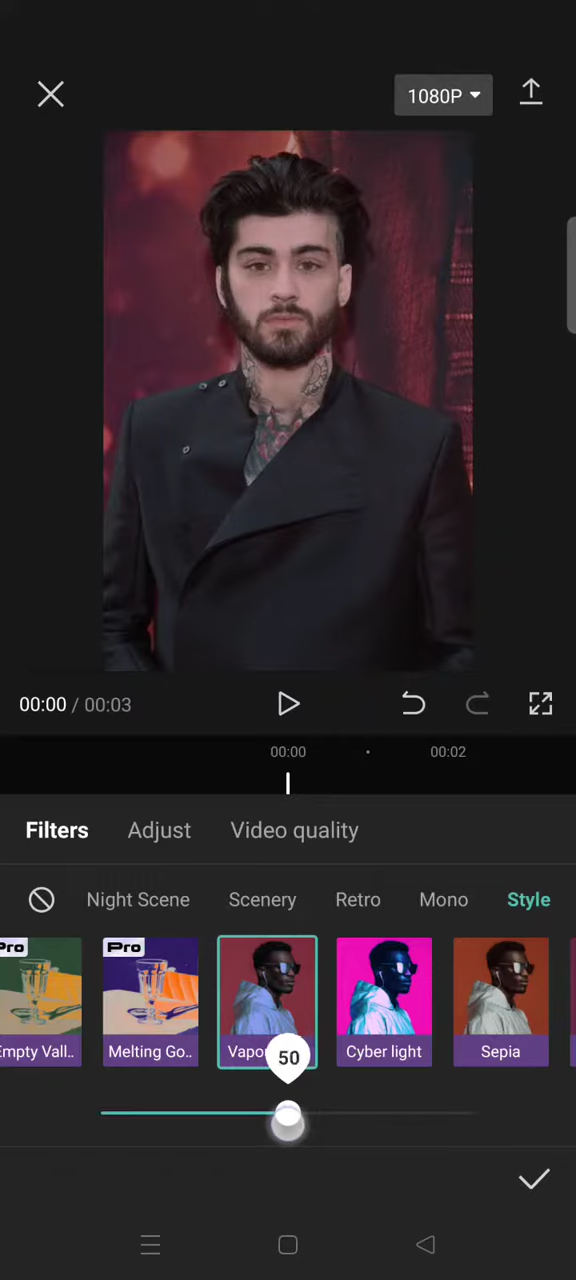 1080P
00:00 / 00:03
00:00 00:02
Filters Adjust Video quality
Night Scene Scenery Retro Mono Style
Pro Pro
Empty Vall.. Melting Go.. Vapo Cyber light Sepia
50